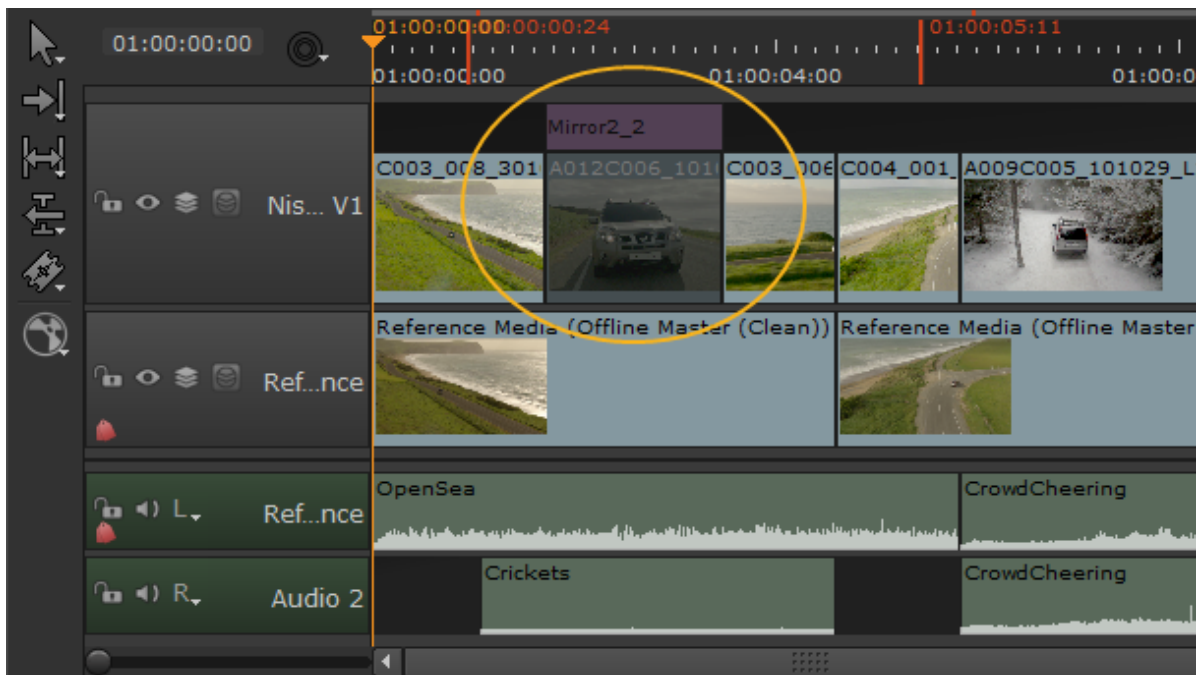 01:00:00:00
01:00:00:00
00:00:24
01:00:05:11
01:00:00:00
01:00:04:00
01:00:0
Mirror2_2
Nis... V1
C003_008_301
A012C006_101
C003_006
C004_001_
A009C005_101029_L
Ref...nce
Reference Media (Offline Master (Clean))
Reference Media (Offline Master
L
Ref...nce
OpenSea
CrowdCheering
R
Audio 2
Crickets
CrowdCheering